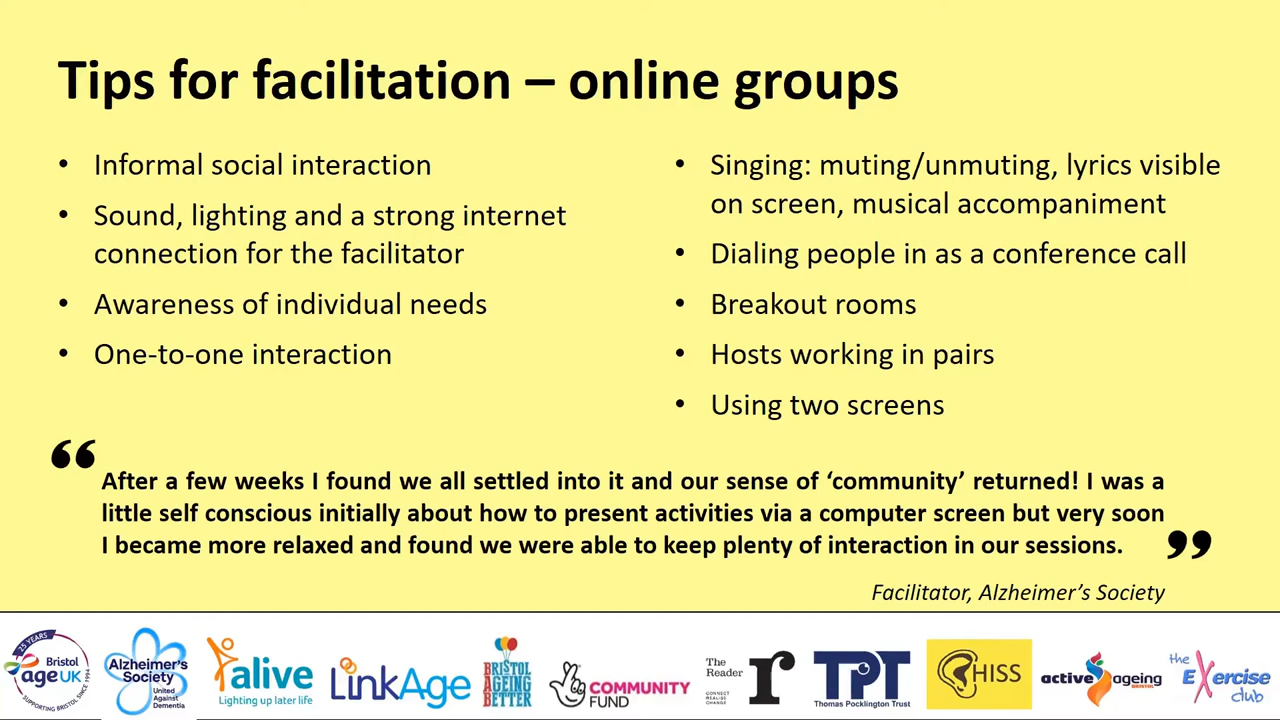 Tips for facilitation – online groups
• Informal social interaction
• Sound, lighting and a strong internet
connection for the facilitator
• Awareness of individual needs
• One-to-one interaction
• Singing: muting/unmuting, lyrics visible
on screen, musical accompaniment
• Dialing people in as a conference call
• Breakout rooms
• Hosts working in pairs
• Using two screens
“ After a few weeks I found we all settled into it and our sense of ‘community’ returned! I was a
little self conscious initially about how to present activities via a computer screen but very soon
I became more relaxed and found we were able to keep plenty of interaction in our sessions. ”
Facilitator, Alzheimer’s Society
25 YEARS
Bristol
age UK
SUPPORTING BRISTOL SINCE 1994
Alzheimer's
Society
United
Against
Dementia
alive
Lighting up later life
LinkAge
BRISTOL
AGEING
BETTER
COMMUNITY
FUND
The
Reader
CONNECT
REALISE
CHANGE
r
TPT
Thomas Pocklington Trust
HISS
active ageing
BRISTOL
the
Exercise
club